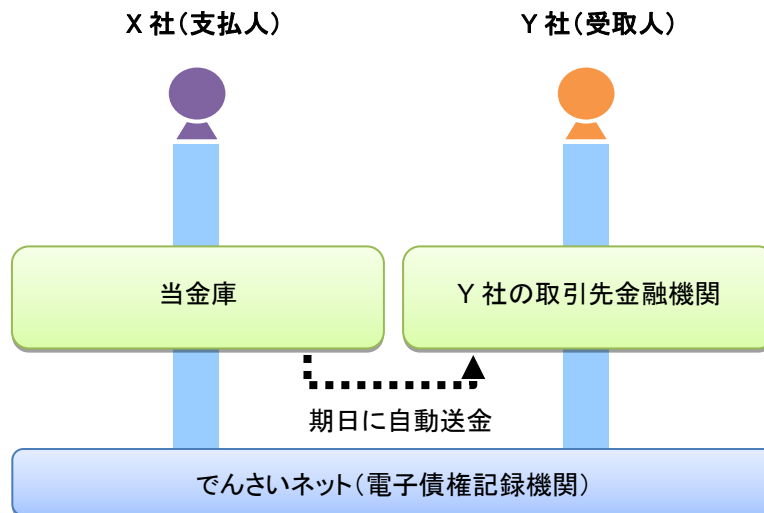 X 社（支払人）
Y 社（受取人）
当金庫
Y 社の取引先金融機関
期日に自動送金
でんさいネット（電子債権記録機関）